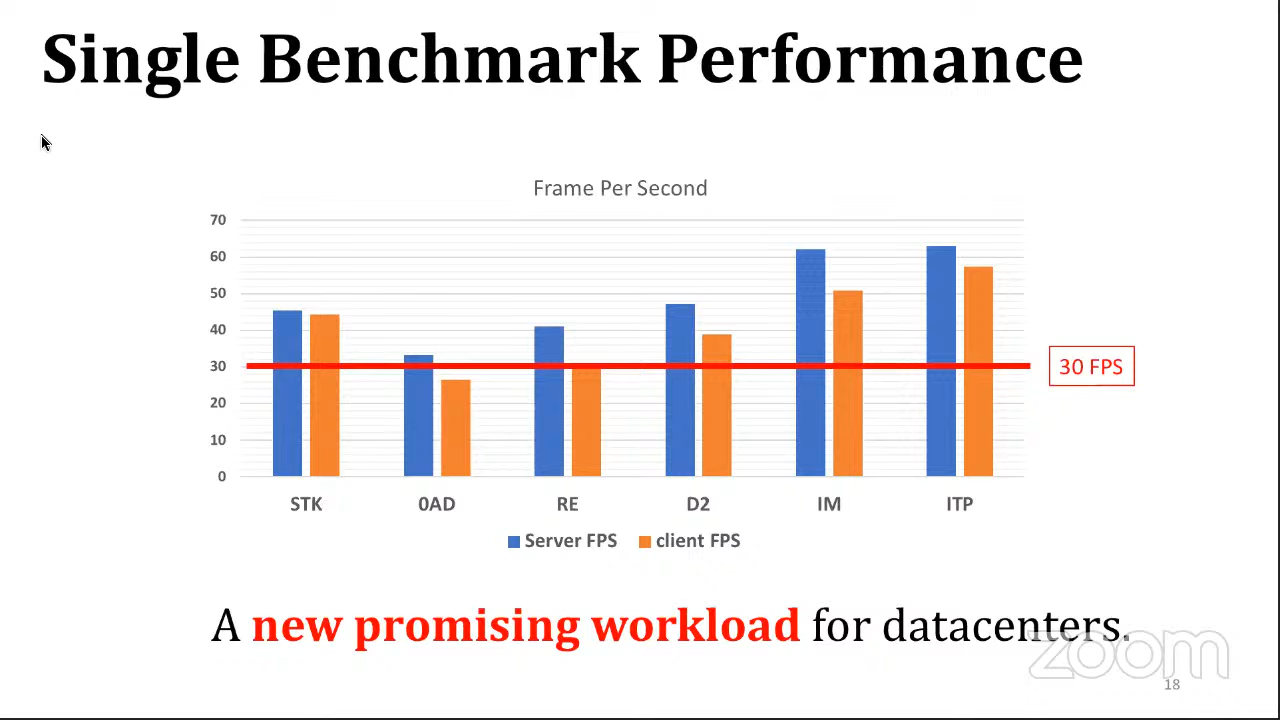 Single Benchmark Performance
Frame Per Second
70
60
50
40
30
20
10
0
30 FPS
STK 0AD RE D2 IM ITP
Server FPS client FPS
A new promising workload for datacenters.
zoom
18